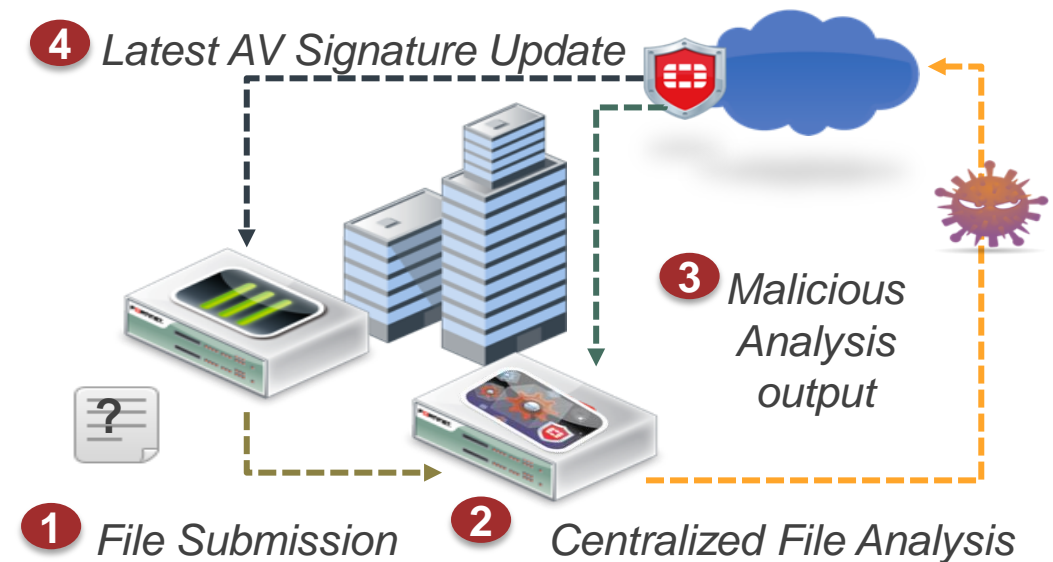 4 Latest AV Signature Update
3 Malicious
Analysis
output
?
1 File Submission
2 Centralized File Analysis